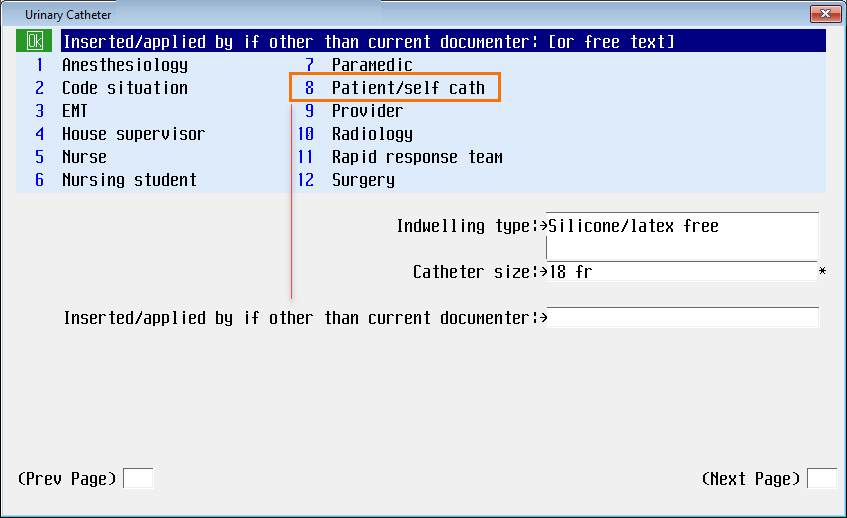 Urinary Catheter
Ok Inserted/applied by if other than current documenter: [or free text]
1 Anesthesiology 7 Paramedic
2 Code situation 8 Patient/self cath
3 EMT 9 Provider
4 House supervisor 10 Radiology
5 Nurse 11 Rapid response team
6 Nursing student 12 Surgery
Indwelling type:→Silicone/latex free
Catheter size:→18 fr *
Inserted/applied by if other than current documenter:→
(Prev Page) (Next Page)